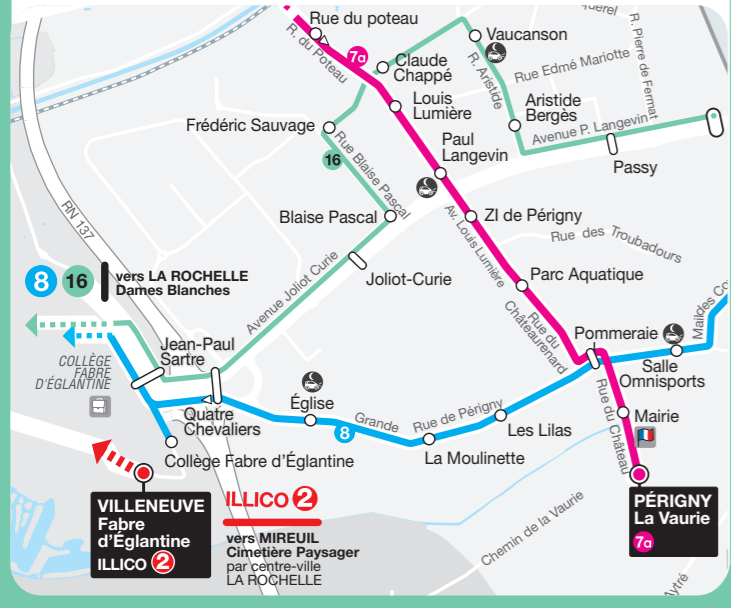 Rue du poteau
R. du Poteau
7a
Claude
Chappé
Vaucanson
R. Aristide
Rue Edmé Mariotte
R. Pierre de Fermat
Louis
Lumière
Aristide
Bergès
Avenue P. Langevin
Frédéric Sauvage
Paul
Langevin
Passy
16
Rue Blaise Pascal
RN 137
Blaise Pascal
ZI de Périgny
Av. Louis Lumière
Rue des Troubadours
8 16
vers LA ROCHELLE
Dames Blanches
Avenue Joliot Curie
Joliot-Curie
Parc Aquatique
Rue du
Châteaurenard
Pommeraie
Jean-Paul
Sartre
COLLÈGE
FABRE
D'ÉGLANTINE
Salle
Omnisports
Quatre
Chevaliers
Église
8
Grande
Rue de Périgny
Les Lilas
Rue du Château
Mairie
Collège Fabre d'Églantine
La Moulinette
VILLENEUVE
Fabre
d'Églantine
ILLICO 2
ILLICO 2
vers MIREUIL
Cimetière Paysager
par centre-ville
LA ROCHELLE
Chemin de la Vaurie
PÉRIGNY
La Vaurie
7a
Aytré